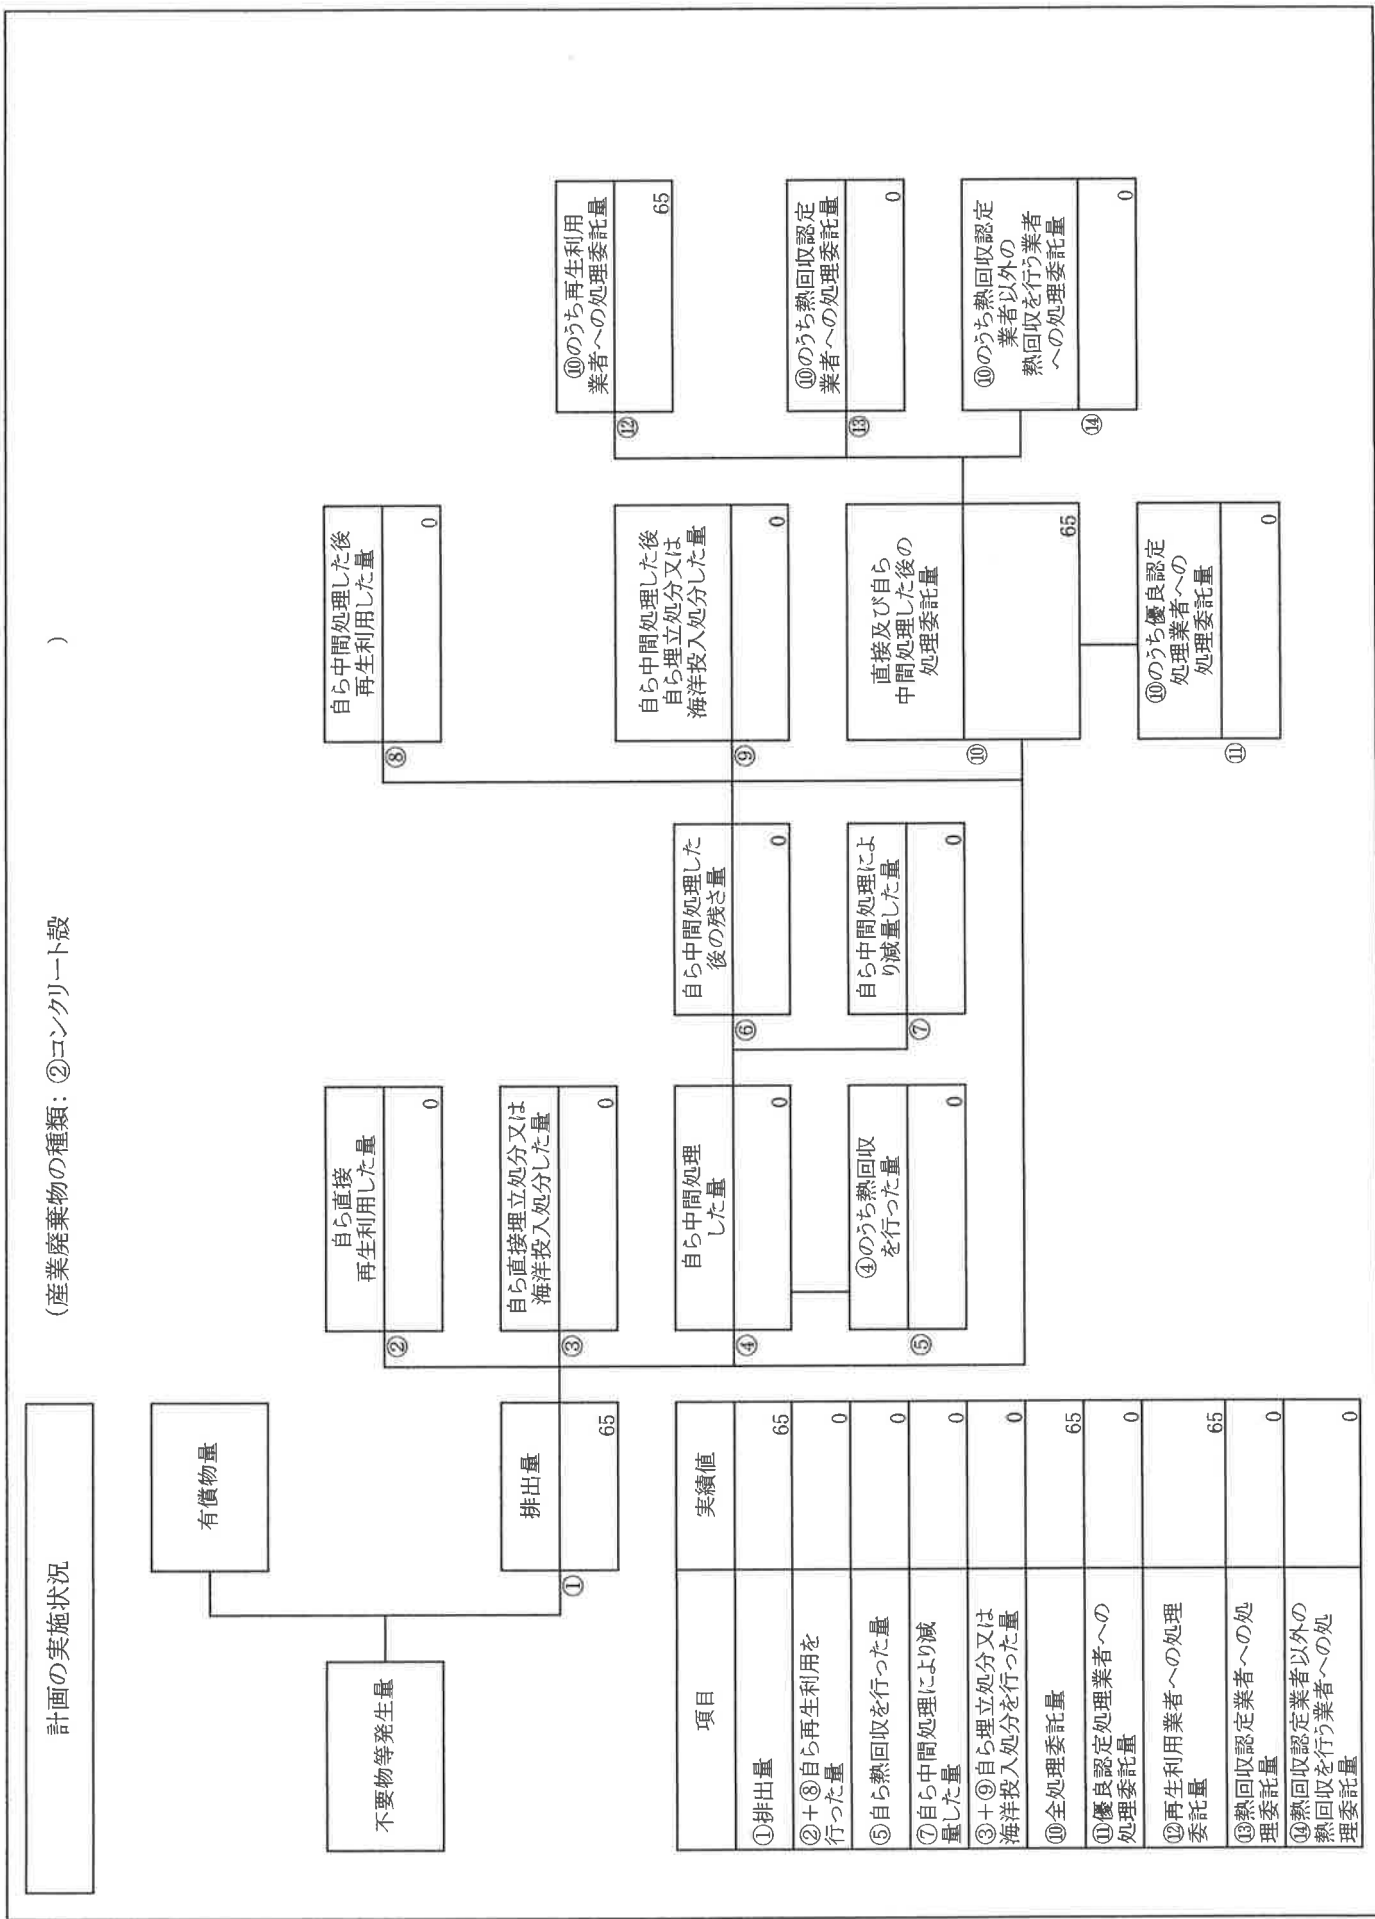 計画の実施状況
(産業廃棄物の種類：②コンクリート殻
)
不要物等発生量
有償物量
①
排出量
65
②
自ら直接
再生利用した量
0
③
自ら直接埋立処分又は
海洋投入処分した量
0
④
自ら中間処理
した量
0
⑤
④のうち熱回収
を行った量
0
⑥
自ら中間処理した
後の残さ量
0
⑦
自ら中間処理によ
り減量した量
0
⑧
自ら中間処理した後
再生利用した量
0
⑨
自ら中間処理した後
自ら埋立処分又は
海洋投入処分した量
0
⑩
直接及び自ら
中間処理した後の
処理委託量
65
⑪
⑩のうち優良認定
処理業者への
処理委託量
0
⑫
⑩のうち再生利用
業者への処理委託量
65
⑬
⑩のうち熱回収認定
業者への処理委託量
0
⑭
⑩のうち熱回収認定
業者以外の
熱回収を行う業者
への処理委託量
0
項目 実績値
①排出量 65
②+⑧自ら再生利用を
行った量 0
⑤自ら熱回収を行った量 0
⑦自ら中間処理により減
量した量 0
③+⑨自ら埋立処分又は
海洋投入処分を行った量 0
⑩全処理委託量 65
⑪優良認定処理業者への
処理委託量 0
⑫再生利用業者への処理
委託量 65
⑬熱回収認定業者への処
理委託量 0
⑭熱回収認定業者以外の
熱回収を行う業者への処
理委託量 0